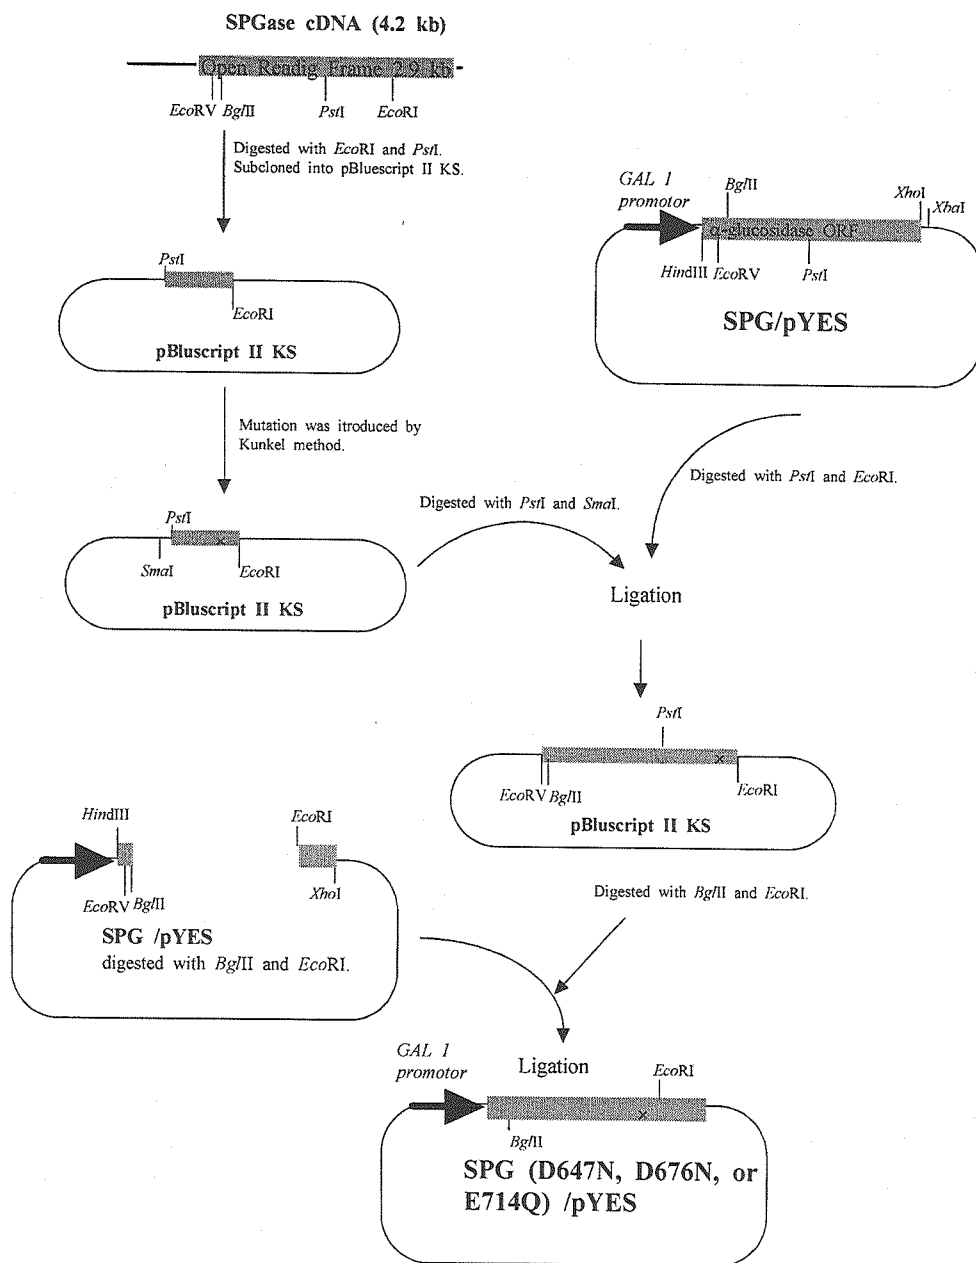 SPGase cDNA (4.2 kb)
Open Readig Frame 2.9 kb
EcoRV BglII PstI EcoRI
Digested with EcoRI and PstI.
Subcloned into pBluescript II KS.
GAL 1
promotor
BglII
XhoI
XbaI
α-glucosidase ORF
HindIII EcoRV PstI
SPG/pYES
PstI
EcoRI
pBluscript II KS
Mutation was itroduced by
Kunkel method.
Digested with PstI and EcoRI.
Digested with PstI and SmaI.
PstI
×
SmaI EcoRI
pBluscript II KS
Ligation
PstI
×
EcoRV BglII EcoRI
pBluscript II KS
HindIII EcoRI
EcoRV BglII XhoI
SPG /pYES
digested with BglII and EcoRI.
Digested with BglII and EcoRI.
Ligation
GAL 1
promotor
EcoRI
×
BglII
SPG (D647N, D676N, or
E714Q) /pYES